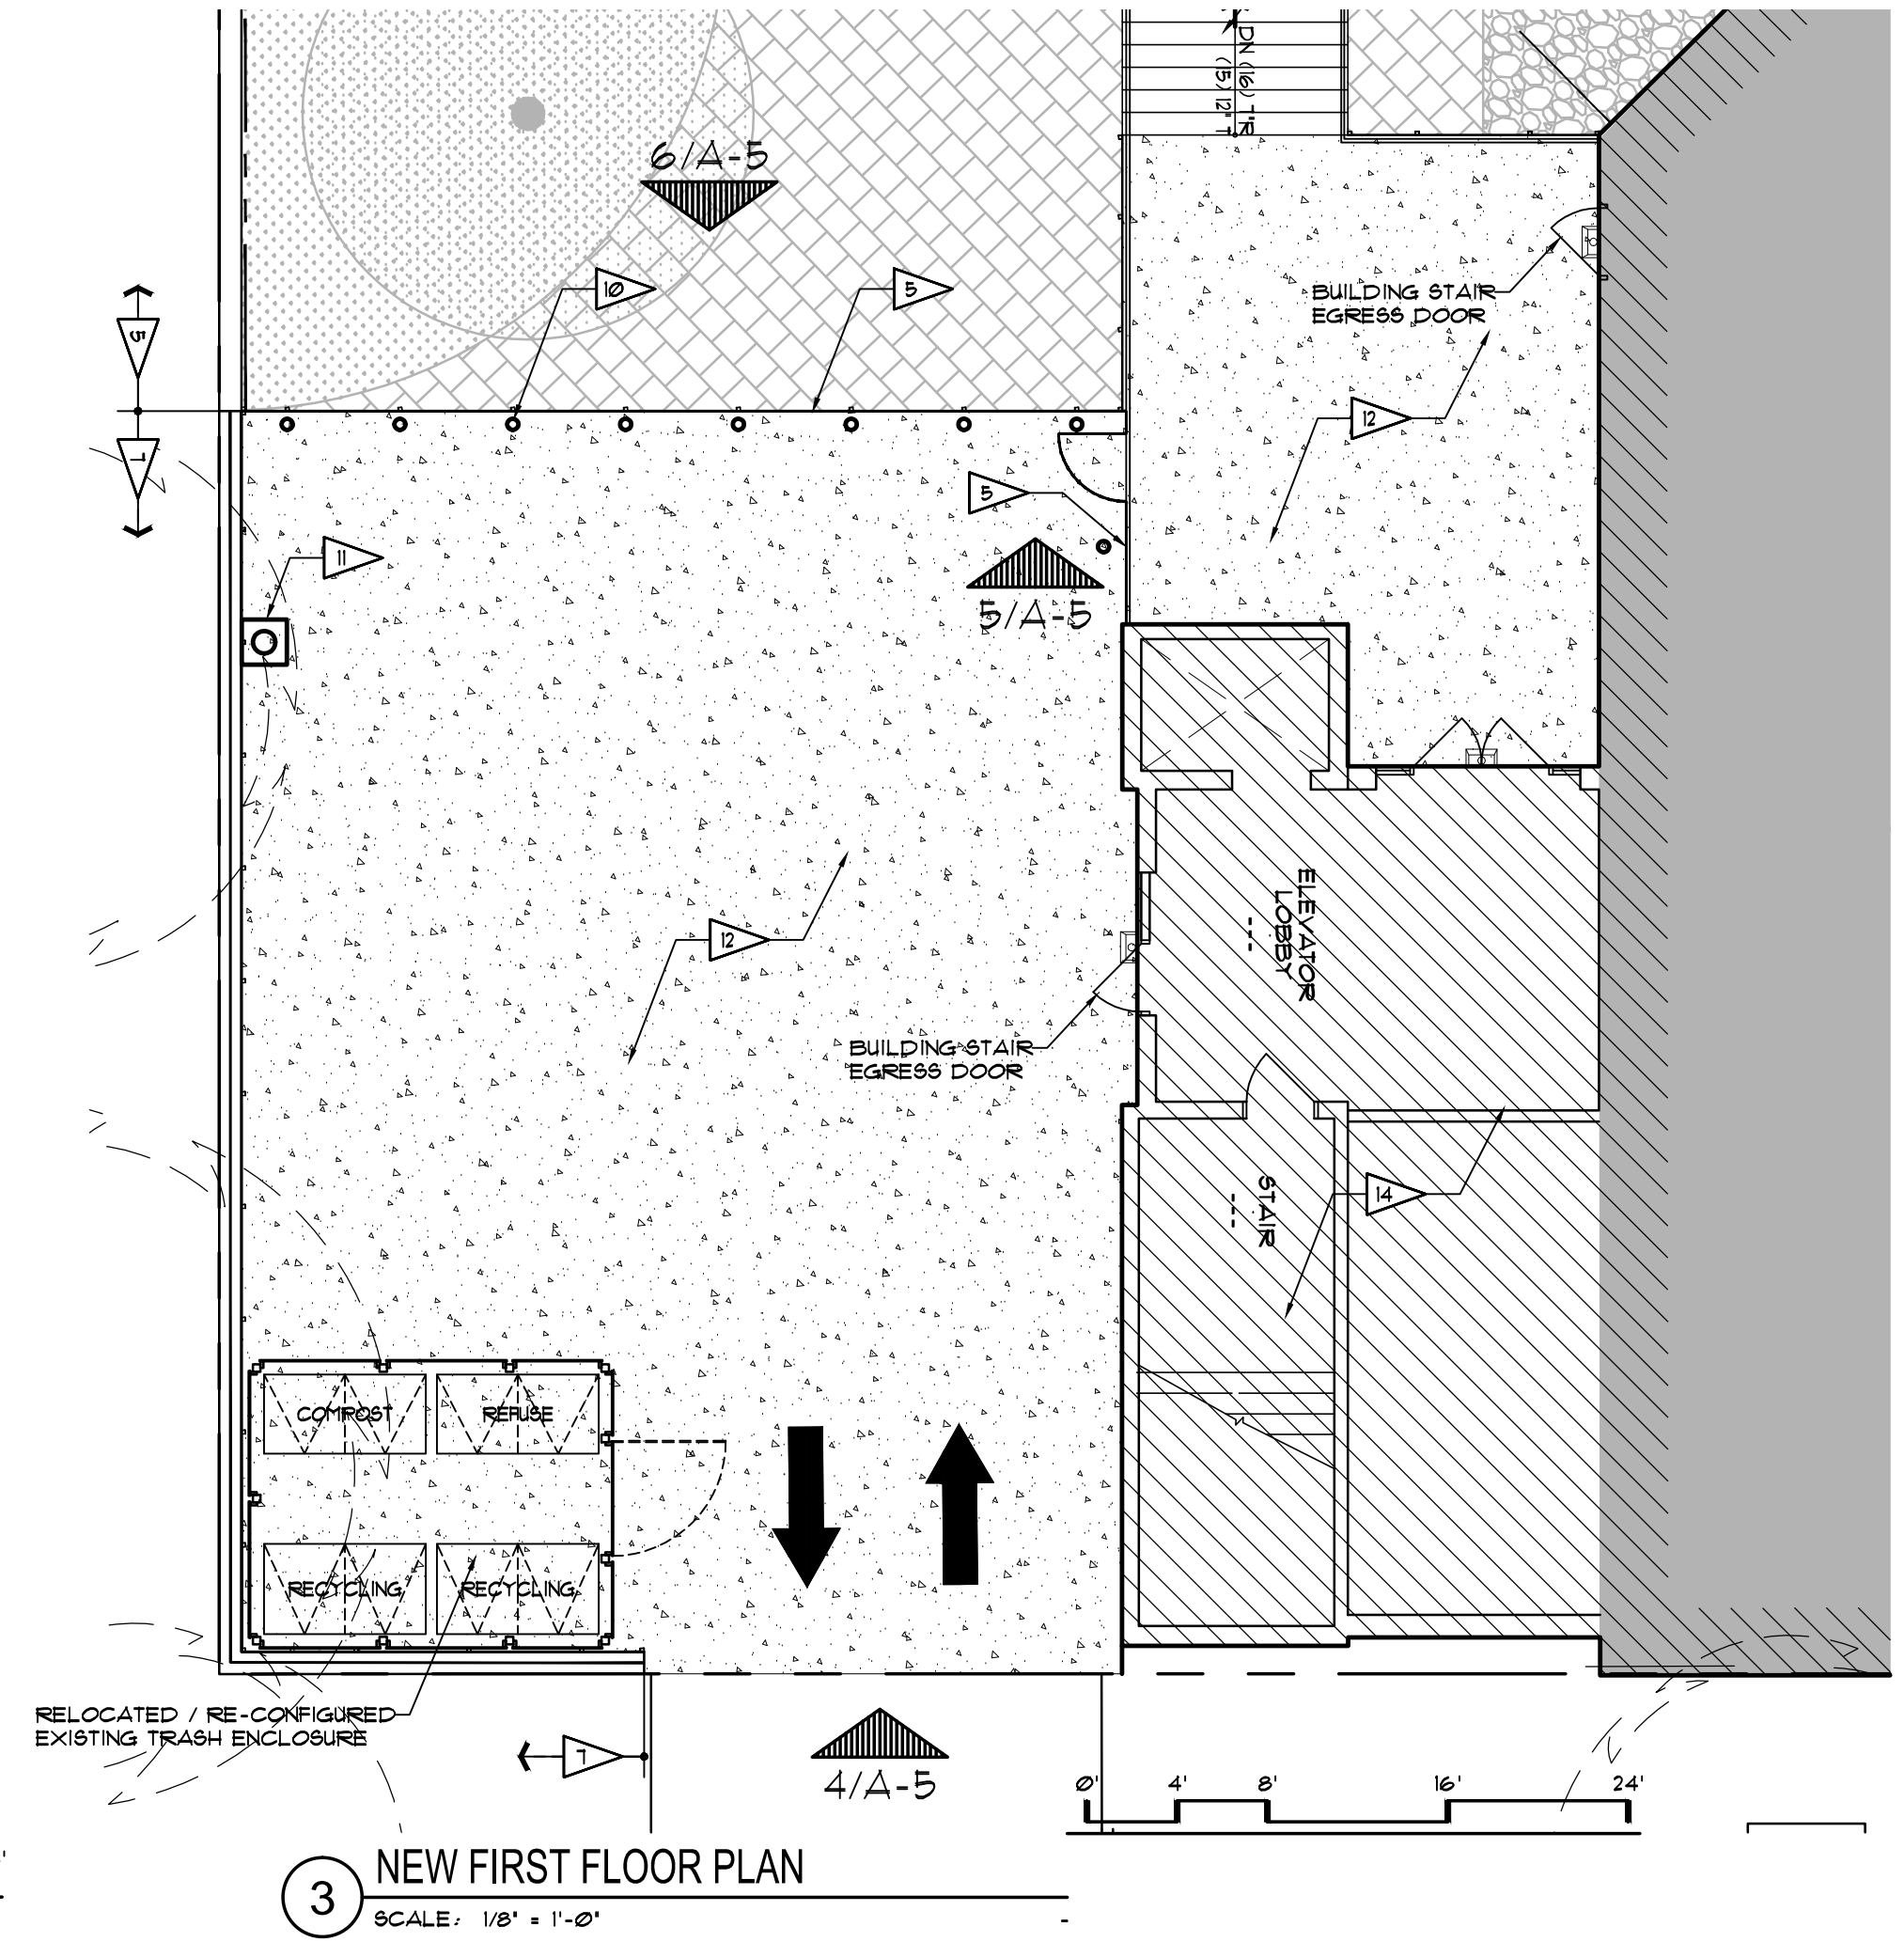 DN (16) 7"R
(15) 12" T
6/A-5
10
5
BUILDING STAIR
EGRESS DOOR
5
12
5
7
11
5/A-5
12
ELEVATOR
LOBBY
---
BUILDING STAIR
EGRESS DOOR
14
STAIR
---
COMPOST
REFUSE
RECYCLING
RECYCLING
RELOCATED / RE-CONFIGURED
EXISTING TRASH ENCLOSURE
7
4/A-5
0' 4' 8' 16' 24'
3
NEW FIRST FLOOR PLAN
SCALE: 1/8" = 1'-0"
-